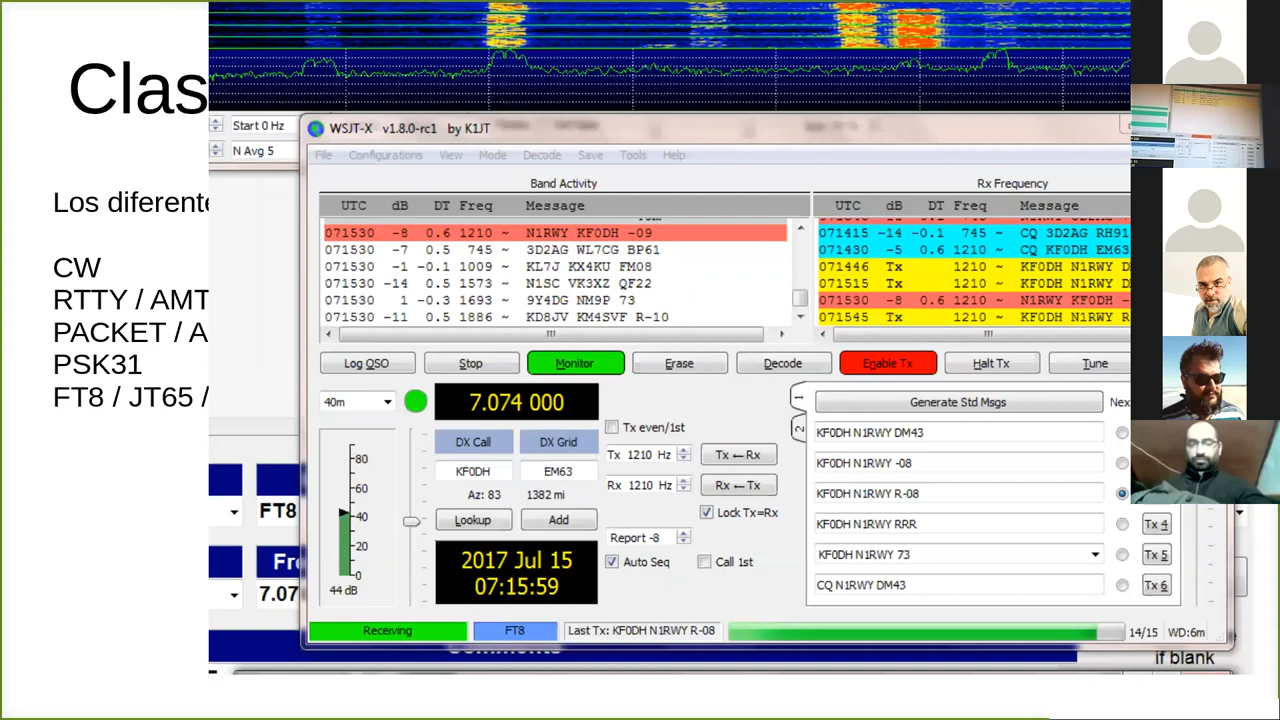 Clas
Los diferente
CW
RTTY / AMT
PACKET / A
PSK31
FT8 / JT65 /
Start 0 Hz
N Avg 5
WSJT-X v1.8.0-rc1 by K1JT
File Configurations View Mode Decode Save Tools Help
Band Activity
UTC dB DT Freq Message
071530 -8 0.6 1210 ~ N1RWY KF0DH -09
071530 -7 0.5 745 ~ 3D2AG WL7CG BP61
071530 -1 -0.1 1009 ~ KL7J KX4KU FM08
071530 -14 0.5 1573 ~ N1SC VK3XZ QF22
071530 1 -0.3 1693 ~ 9Y4DG NM9P 73
071530 -11 0.5 1886 ~ KD8JV KM4SVF R-10
Rx Frequency
UTC dB DT Freq Message
071415 -14 -0.1 745 ~ CQ 3D2AG RH91
071430 -5 0.6 1210 ~ CQ KF0DH EM63
071446 Tx 1210 ~ KF0DH N1RWY D
071515 Tx 1210 ~ KF0DH N1RWY D
071530 -8 0.6 1210 ~ N1RWY KF0DH -
071545 Tx 1210 ~ KF0DH N1RWY R
Log QSO Stop Monitor Erase Decode Enable Tx Halt Tx Tune
40m
7.074 000
DX Call DX Grid
KF0DH EM63
Az: 83 1382 mi
Lookup Add
2017 Jul 15
07:15:59
80
60
40
20
0
44 dB
Tx even/1st
Tx 1210 Hz Tx ← Rx
Rx 1210 Hz Rx ← Tx
Lock Tx=Rx
Report -8
Auto Seq Call 1st
1
2
Generate Std Msgs Nex
KF0DH N1RWY DM43
KF0DH N1RWY -08
KF0DH N1RWY R-08
KF0DH N1RWY RRR Tx 4
KF0DH N1RWY 73 Tx 5
CQ N1RWY DM43 Tx 6
Receiving FT8 Last Tx: KF0DH N1RWY R-08 14/15 WD:6m
FT8
Fr
7.07
if blank